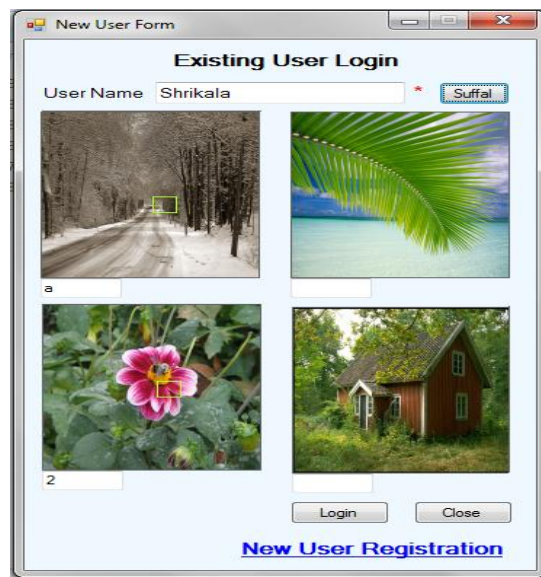 New User Form
Existing User Login
User Name Shrikala * Suffal
a
2
Login Close
New User Registration